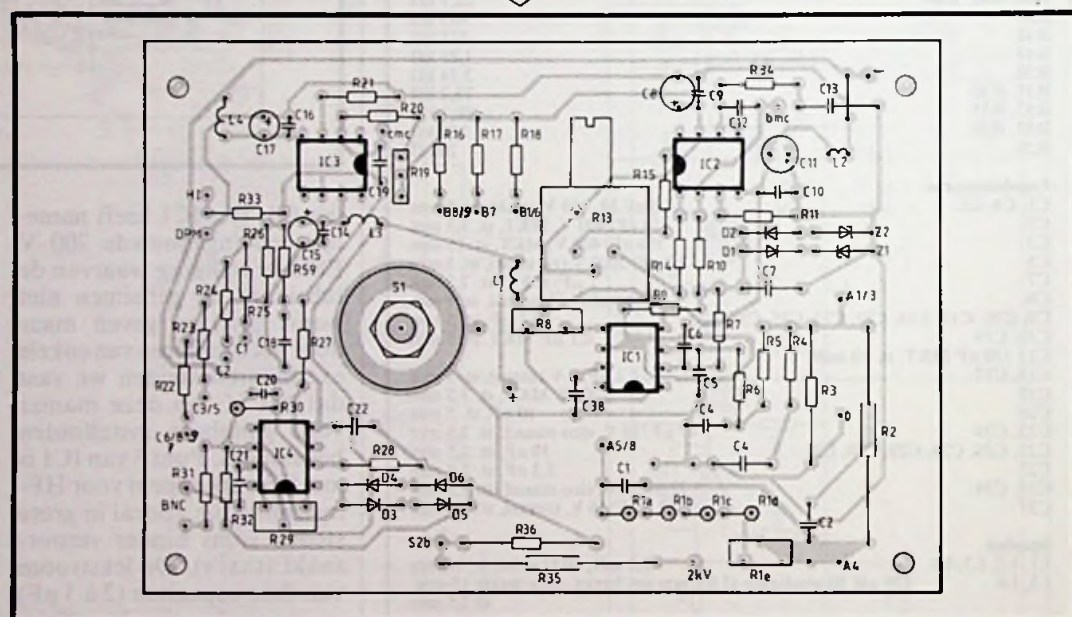 R21
R34
C8
C9
C13
L4
C16
C17
R20
cmc
R16
R17
R18
C12
bmc
IC3
C19
R19
IC2
C11
L2
R15
C10
HI
R33
DPM
C14
C15
L3
B8/9
B7
B1/6
R13
R11
D2
Z2
D1
Z1
R26
R59
R14
R10
R24
R25
S1
L1
C7
A1/3
R9
R23
C1
C18
R27
R8
R7
IC1
C6
R5
R4
C2
R22
C5
R6
R3
C20
C3/5
R30
C38
C4
D
R2
C6/8
C22
IC4
A5/8
R31
C21
R28
C4
C1
BNC
D4
D6
R32
D3
D5
R1a
R1b
R1c
R1d
R29
C2
S2b
R36
R35
2kV
R1e
A4